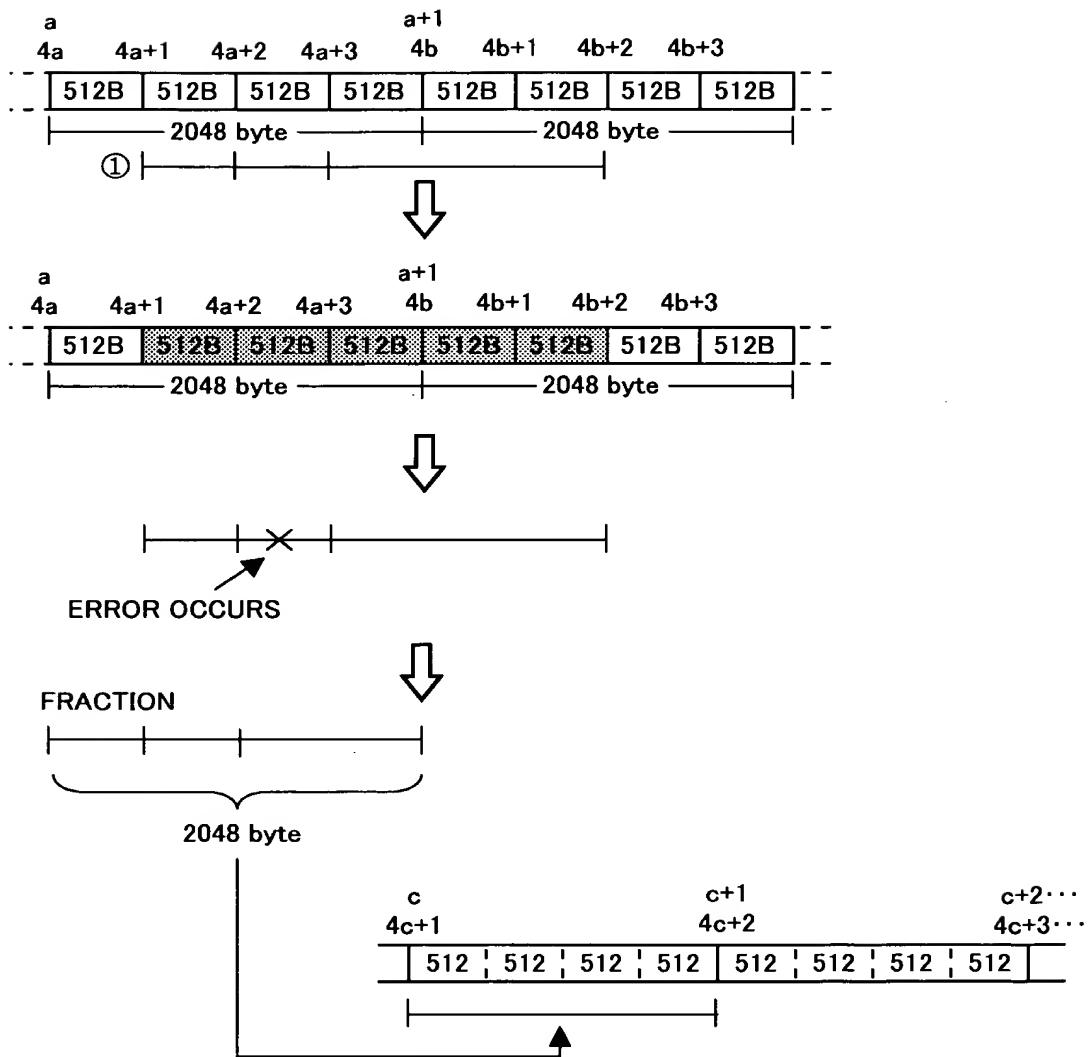 a a+1
4a 4a+1 4a+2 4a+3 4b 4b+1 4b+2 4b+3
512B 512B 512B 512B 512B 512B 512B 512B
2048 byte 2048 byte
①
a a+1
4a 4a+1 4a+2 4a+3 4b 4b+1 4b+2 4b+3
512B 512B 512B 512B 512B 512B 512B 512B
2048 byte 2048 byte
ERROR OCCURS
FRACTION
2048 byte
c c+1 c+2···
4c+1 4c+2 4c+3···
512 512 512 512 512 512 512 512